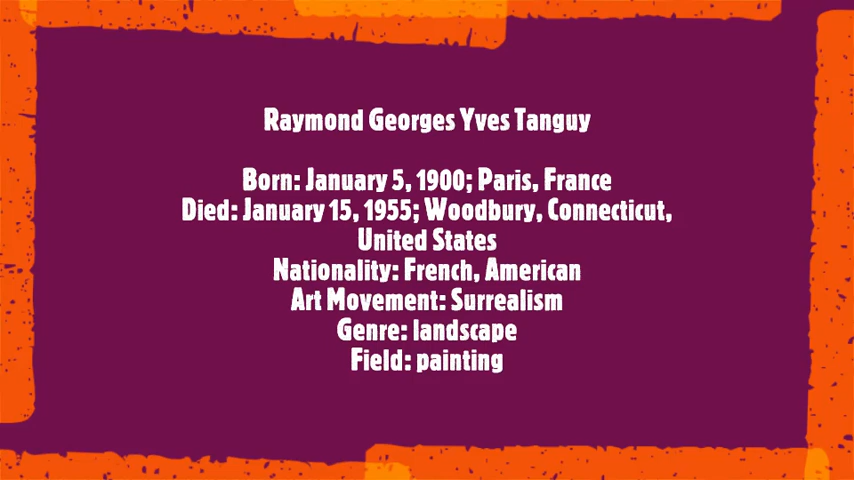 Raymond Georges Yves Tanguy
Born: January 5, 1900; Paris, France
Died: January 15, 1955; Woodbury, Connecticut,
United States
Nationality: French, American
Art Movement: Surrealism
Genre: landscape
Field: painting